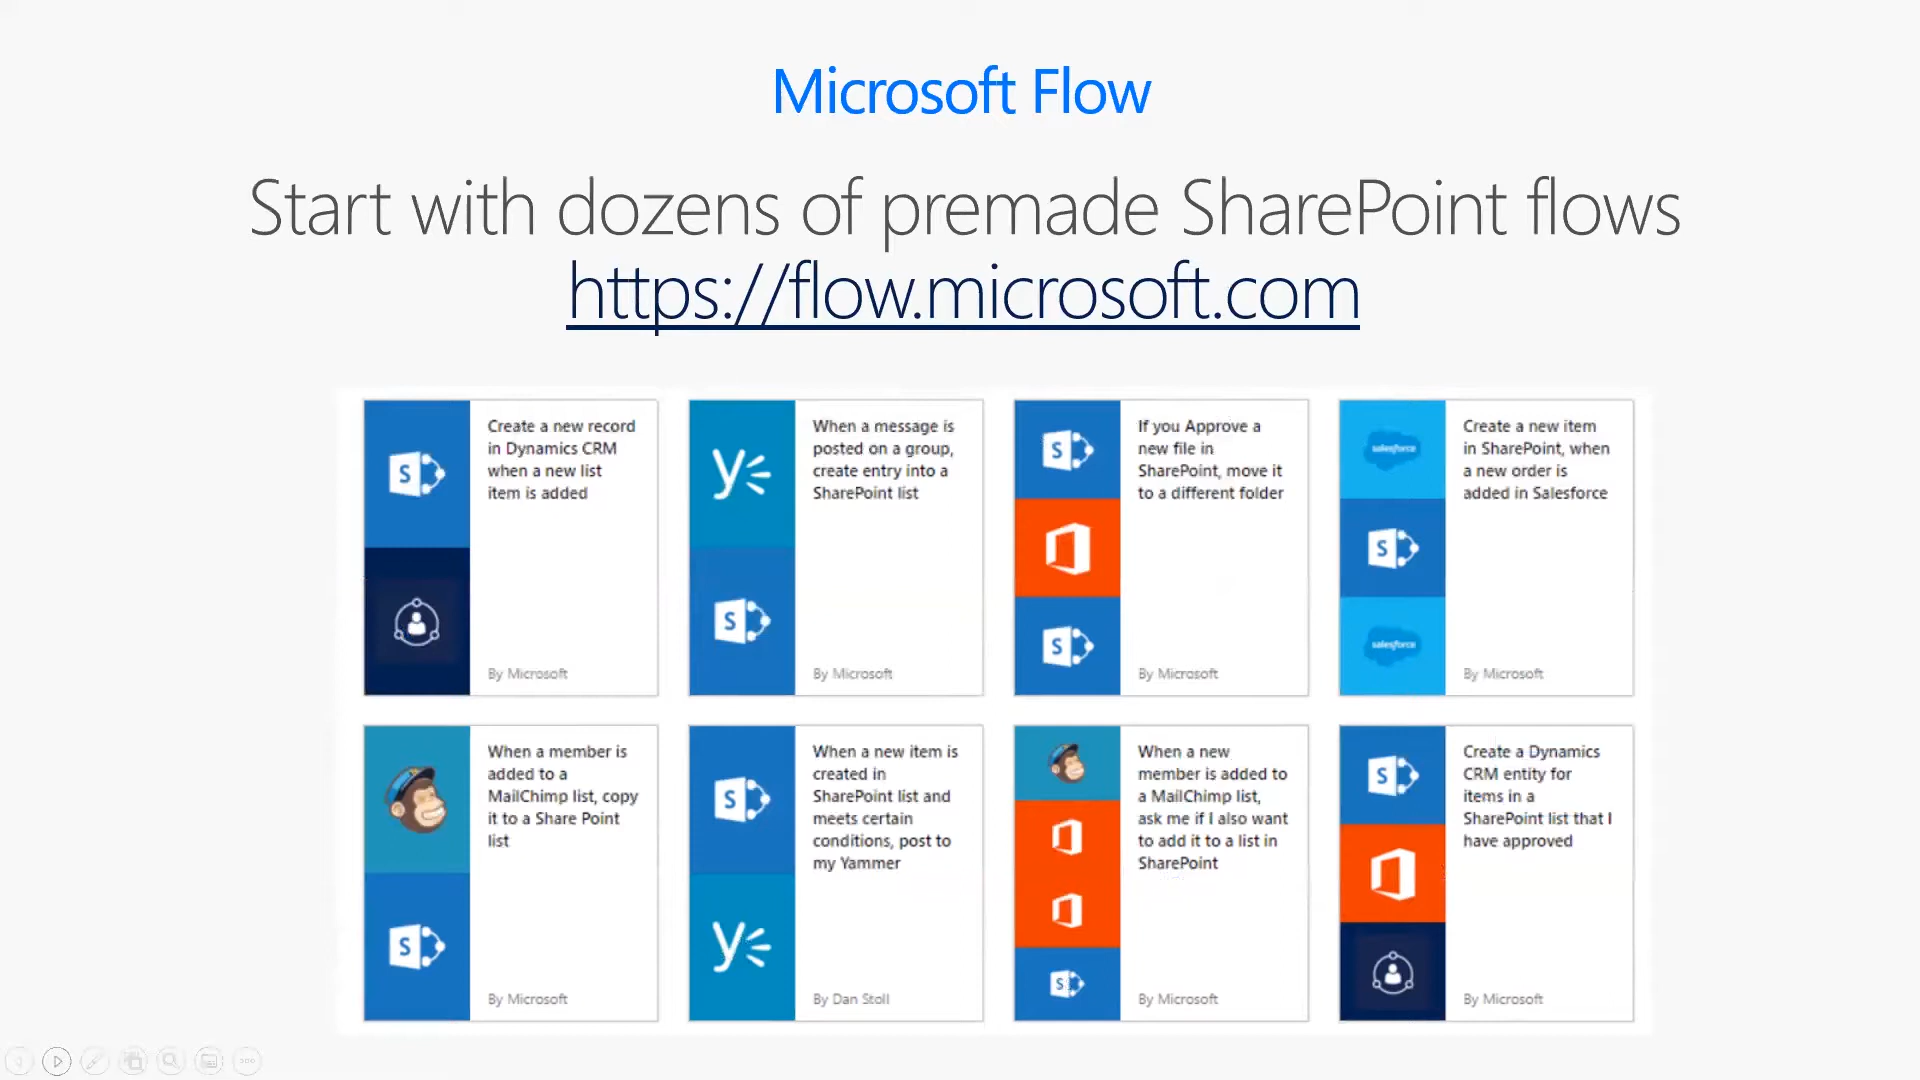 Microsoft Flow
Start with dozens of premade SharePoint flows
https://flow.microsoft.com
Create a new record
in Dynamics CRM
when a new list
item is added
By Microsoft
When a message is
posted on a group,
create entry into a
SharePoint list
By Microsoft
If you Approve a
new file in
SharePoint, move it
to a different folder
By Microsoft
salesforce
salesforce
Create a new item
in SharePoint, when
a new order is
added in Salesforce
By Microsoft
When a member is
added to a
MailChimp list, copy
it to a Share Point
list
By Microsoft
When a new item is
created in
SharePoint list and
meets certain
conditions, post to
my Yammer
By Dan Stoll
When a new
member is added to
a MailChimp list,
ask me if I also want
to add it to a list in
SharePoint
By Microsoft
Create a Dynamics
CRM entity for
items in a
SharePoint list that I
have approved
By Microsoft